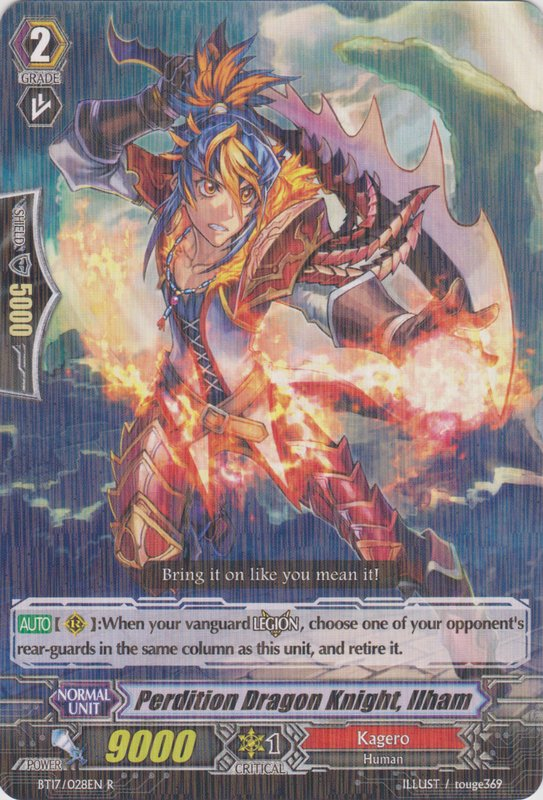 2
GRADE
SHIELD
5000
Bring it on like you mean it!
AUTO [ R ]:When your vanguard LEGION, choose one of your opponent's
rear-guards in the same column as this unit, and retire it.
NORMAL
UNIT
Perdition Dragon Knight, Ilham
POWER
9000
1
CRITICAL
Kagero
Human
BT17/028EN R
ILLUST / touge369